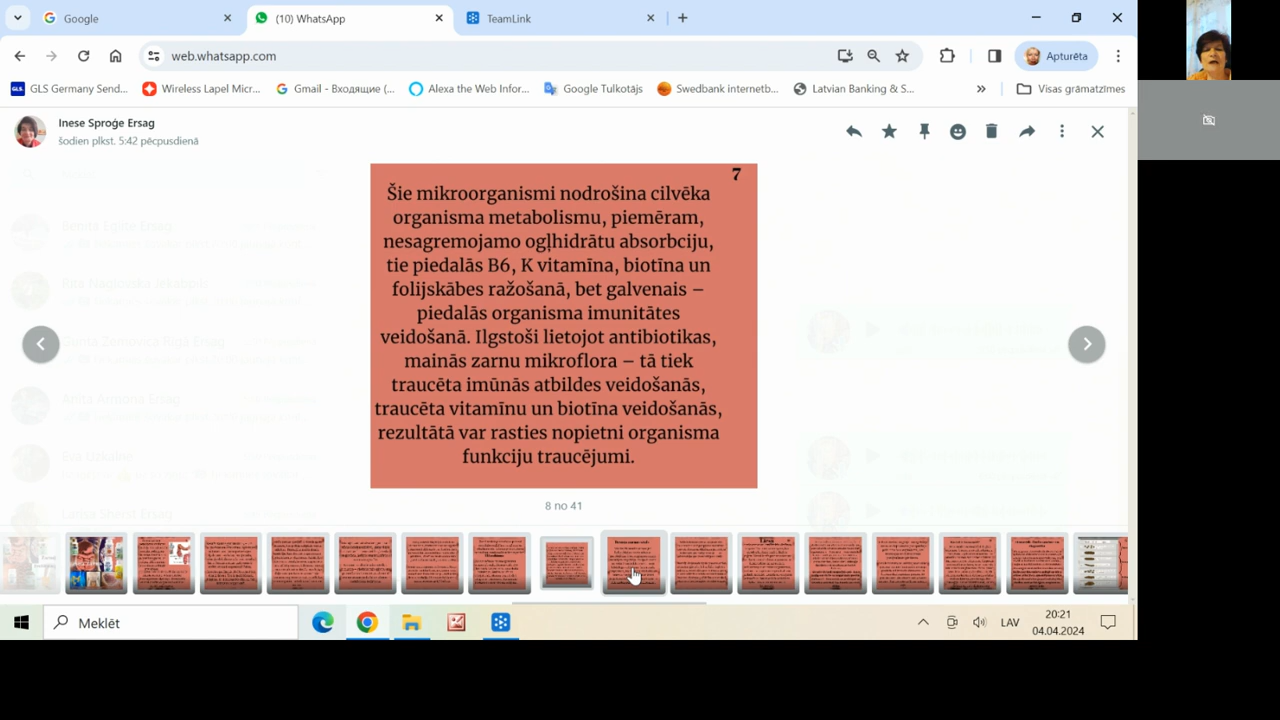 Google
(10) WhatsApp
TeamLink
web.whatsapp.com
Apturēta
GLS Germany Send...
Wireless Lapel Micr...
Gmail - Входящие (...
Alexa the Web Infor...
Google Tulkotājs
Swedbank internetb...
Latvian Banking & S...
Visas grāmatzīmes
Inese Sproģe Ersag
šodien plkst. 5:42 pēcpusdienā
7
Šie mikroorganismi nodrošina cilvēka
organisma metabolismu, piemēram,
nesagremojamo ogļhidrātu absorbciju,
tie piedalās B6, K vitamīna, biotīna un
folijskābes ražošanā, bet galvenais –
piedalās organisma imunitātes
veidošanā. Ilgstoši lietojot antibiotikas,
mainās zarnu mikroflora – tā tiek
traucēta imūnās atbildes veidošanās,
traucēta vitamīnu un biotīna veidošanās,
rezultātā var rasties nopietni organisma
funkciju traucējumi.
8 no 41
Meklēt
LAV
20:21
04.04.2024